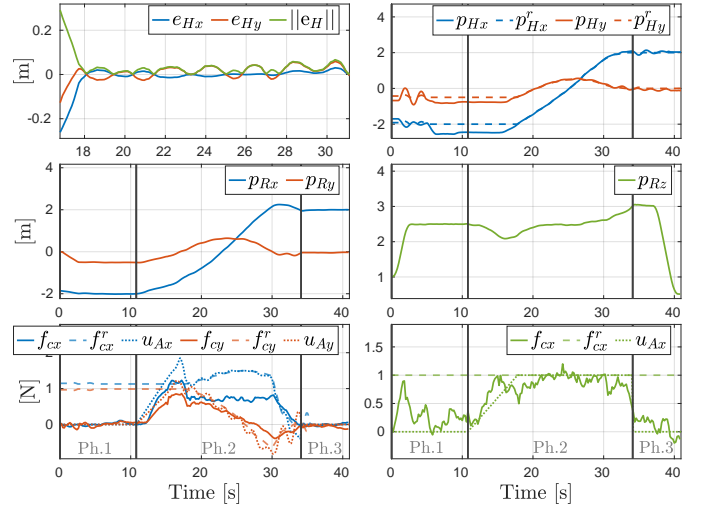 e_{Hx} e_{Hy} ||e_H||
0.2
0
-0.2
[m]
18 20 22 24 26 28 30
p_{Hx} p^r_{Hx} p_{Hy} p^r_{Hy}
4
2
0
-2
0 10 20 30 40
p_{Rx} p_{Ry}
4
2
0
-2
[m]
0 10 20 30 40
p_{Rz}
4
3
2
1
0 10 20 30 40
f_{cx} f^r_{cx} u_{Ax} f_{cy} f^r_{cy} u_{Ay}
2
1
0
[N]
Ph.1 Ph.2 Ph.3
0 10 20 30 40
Time [s]
f_{cx} f^r_{cx} u_{Ax}
1.5
1
0.5
0
Ph.1 Ph.2 Ph.3
0 10 20 30 40
Time [s]